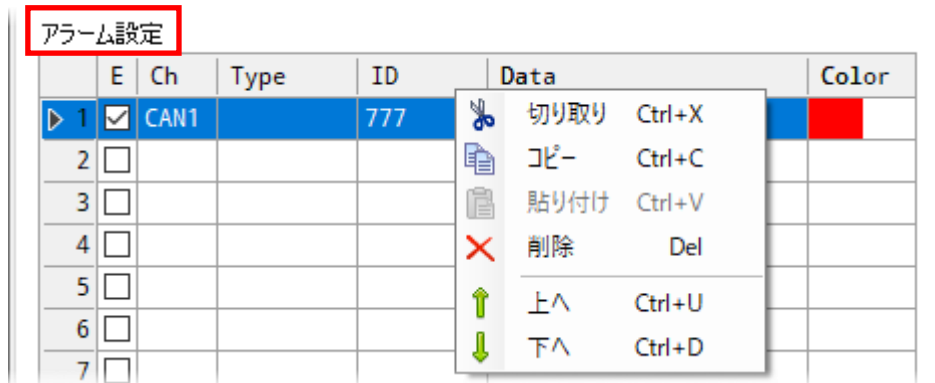 アラーム設定
E Ch Type ID Data Color
1 CAN1 777
切り取り Ctrl+X
2
コピー Ctrl+C
3
貼り付け Ctrl+V
4
削除 Del
5
上へ Ctrl+U
6
下へ Ctrl+D
7